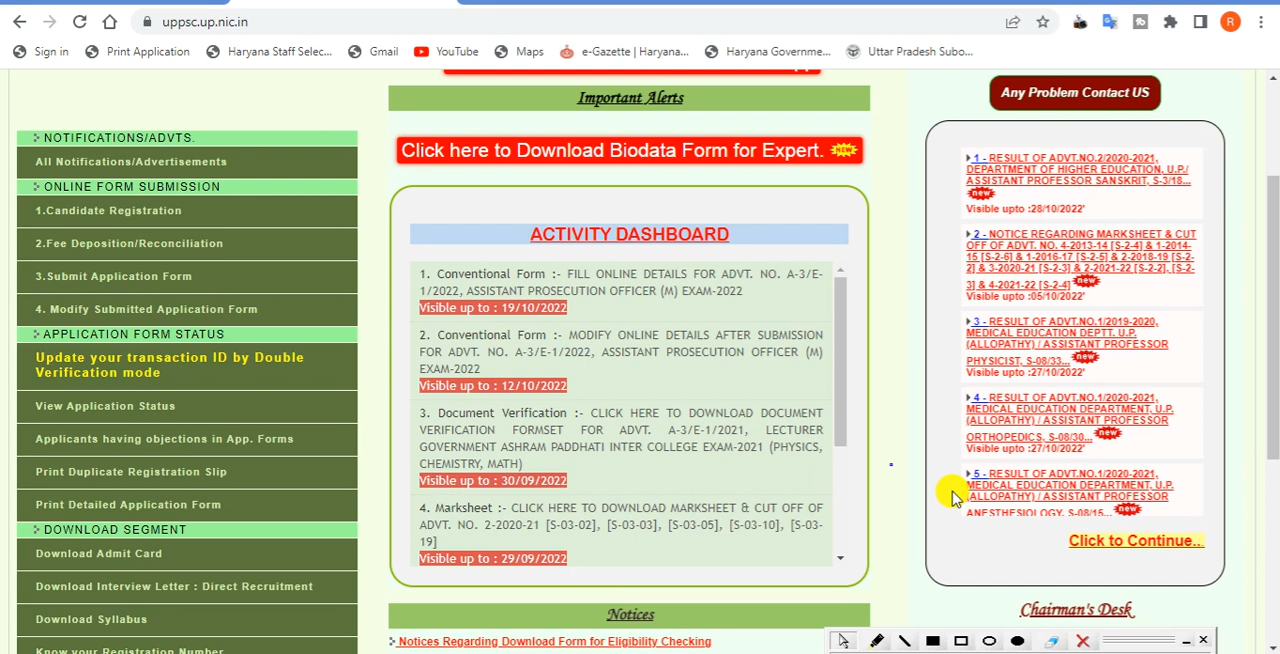 uppsc.up.nic.in
R
Sign in
Print Application
Haryana Staff Selec...
Gmail
YouTube
Maps
e-Gazette | Haryana...
Haryana Governme...
Uttar Pradesh Subo...
Important Alerts
Click here to Download Biodata Form for Expert. NEW
NOTIFICATIONS/ADVTS.
All Notifications/Advertisements
ONLINE FORM SUBMISSION
1.Candidate Registration
2.Fee Deposition/Reconciliation
3.Submit Application Form
4. Modify Submitted Application Form
APPLICATION FORM STATUS
Update your transaction ID by Double
Verification mode
View Application Status
Applicants having objections in App. Forms
Print Duplicate Registration Slip
Print Detailed Application Form
DOWNLOAD SEGMENT
Download Admit Card
Download Interview Letter : Direct Recruitment
Download Syllabus
Know your Registration Number
ACTIVITY DASHBOARD
1. Conventional Form :- FILL ONLINE DETAILS FOR ADVT. NO. A-3/E-
1/2022, ASSISTANT PROSECUTION OFFICER (M) EXAM-2022
Visible up to : 19/10/2022
2. Conventional Form :- MODIFY ONLINE DETAILS AFTER SUBMISSION
FOR ADVT. NO. A-3/E-1/2022, ASSISTANT PROSECUTION OFFICER (M)
EXAM-2022
Visible up to : 12/10/2022
3. Document Verification :- CLICK HERE TO DOWNLOAD DOCUMENT
VERIFICATION FORMSET FOR ADVT. A-3/E-1/2021, LECTURER
GOVERNMENT ASHRAM PADDHATI INTER COLLEGE EXAM-2021 (PHYSICS,
CHEMISTRY, MATH)
Visible up to : 30/09/2022
4. Marksheet :- CLICK HERE TO DOWNLOAD MARKSHEET & CUT OFF OF
ADVT. NO. 2-2020-21 [S-03-02], [S-03-03], [S-03-05], [S-03-10], [S-03-
19]
Visible up to : 29/09/2022
Notices
Notices Regarding Download Form for Eligibility Checking
Any Problem Contact US
1 - RESULT OF ADVT.NO.2/2020-2021,
DEPARTMENT OF HIGHER EDUCATION, U.P./
ASSISTANT PROFESSOR SANSKRIT, S-3/18...
new
Visible upto :28/10/2022'
2 - NOTICE REGARDING MARKSHEET & CUT
OFF OF ADVT. NO. 4-2013-14 [S-2-4] & 1-2014-
15 [S-2-6] & 1-2016-17 [S-2-5] & 2-2018-19 [S-2-
2] & 3-2020-21 [S-2-3] & 2-2021-22 [S-2-2], [S-2-
3] & 4-2021-22 [S-2-4] new
Visible upto :05/10/2022'
3 - RESULT OF ADVT.NO.1/2019-2020,
MEDICAL EDUCATION DEPTT. U.P.
(ALLOPATHY) / ASSISTANT PROFESSOR
PHYSICIST, S-08/33... new
Visible upto :27/10/2022'
4 - RESULT OF ADVT.NO.1/2020-2021,
MEDICAL EDUCATION DEPARTMENT, U.P.
(ALLOPATHY) / ASSISTANT PROFESSOR
ORTHOPEDICS, S-08/30... new
Visible upto :27/10/2022'
5 - RESULT OF ADVT.NO.1/2020-2021,
MEDICAL EDUCATION DEPARTMENT, U.P.
(ALLOPATHY) / ASSISTANT PROFESSOR
ANESTHESIOLOGY, S-08/15... new
Click to Continue...
Chairman's Desk